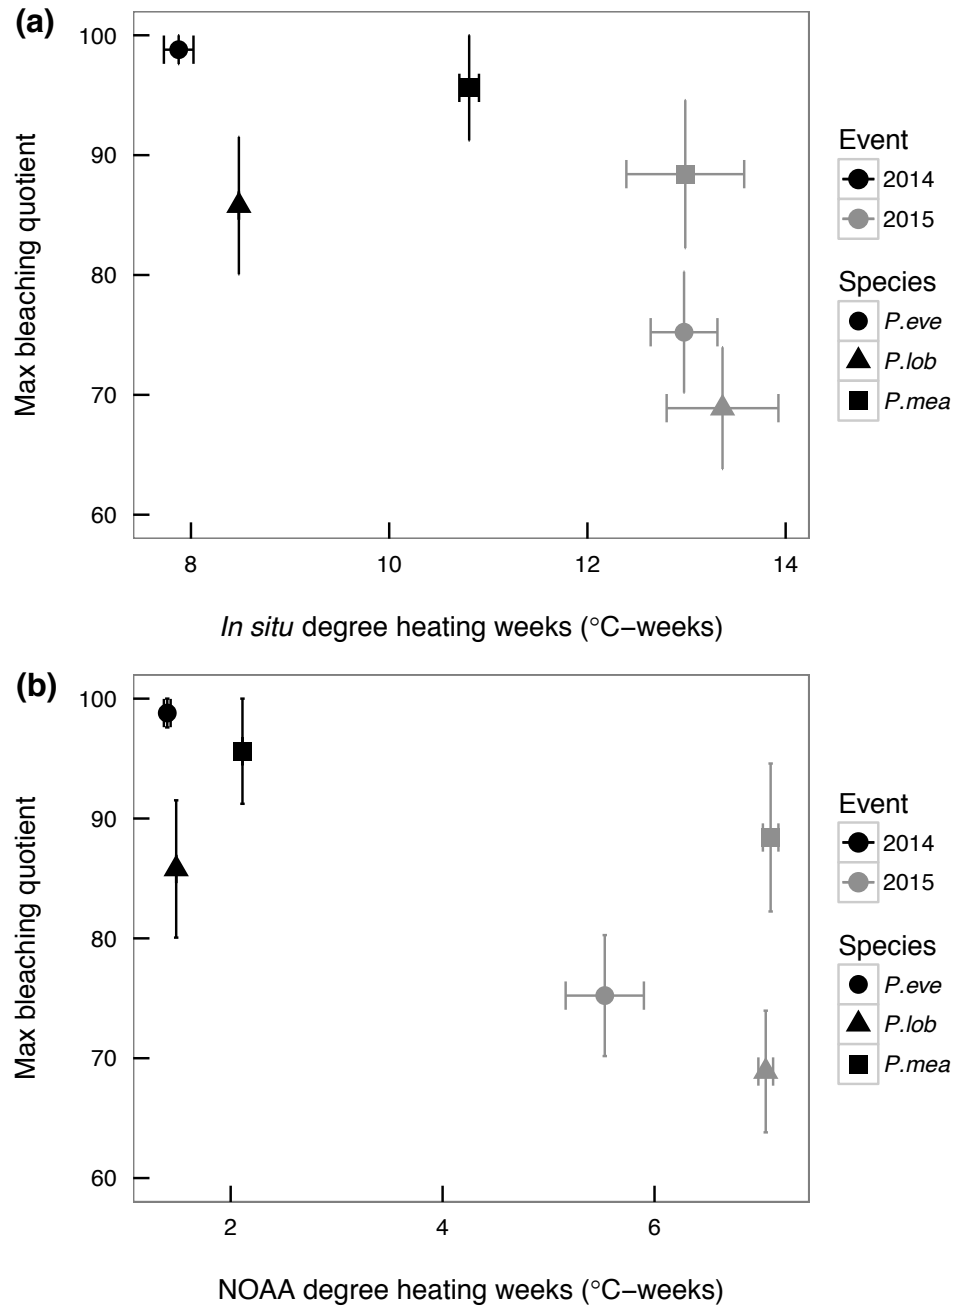 (a)
100
90
80
70
60
Max bleaching quotient
8
10
12
14
In situ degree heating weeks (°C−weeks)
Event
2014
2015
Species
P.eve
P.lob
P.mea
(b)
100
90
80
70
60
Max bleaching quotient
2
4
6
NOAA degree heating weeks (°C−weeks)
Event
2014
2015
Species
P.eve
P.lob
P.mea